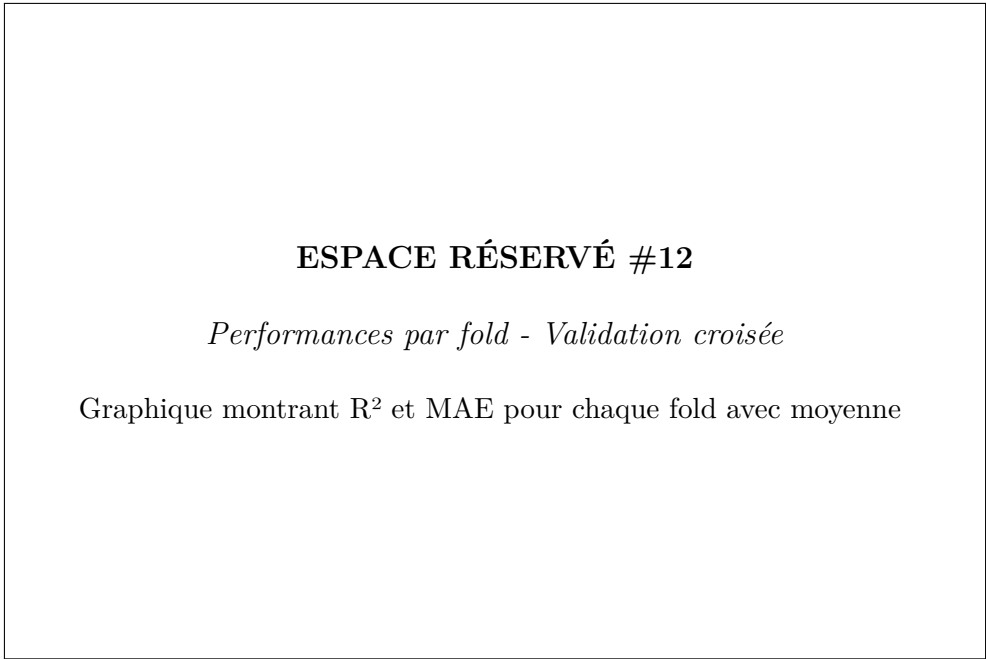 ESPACE RÉSERVÉ #12
Performances par fold - Validation croisée
Graphique montrant R² et MAE pour chaque fold avec moyenne